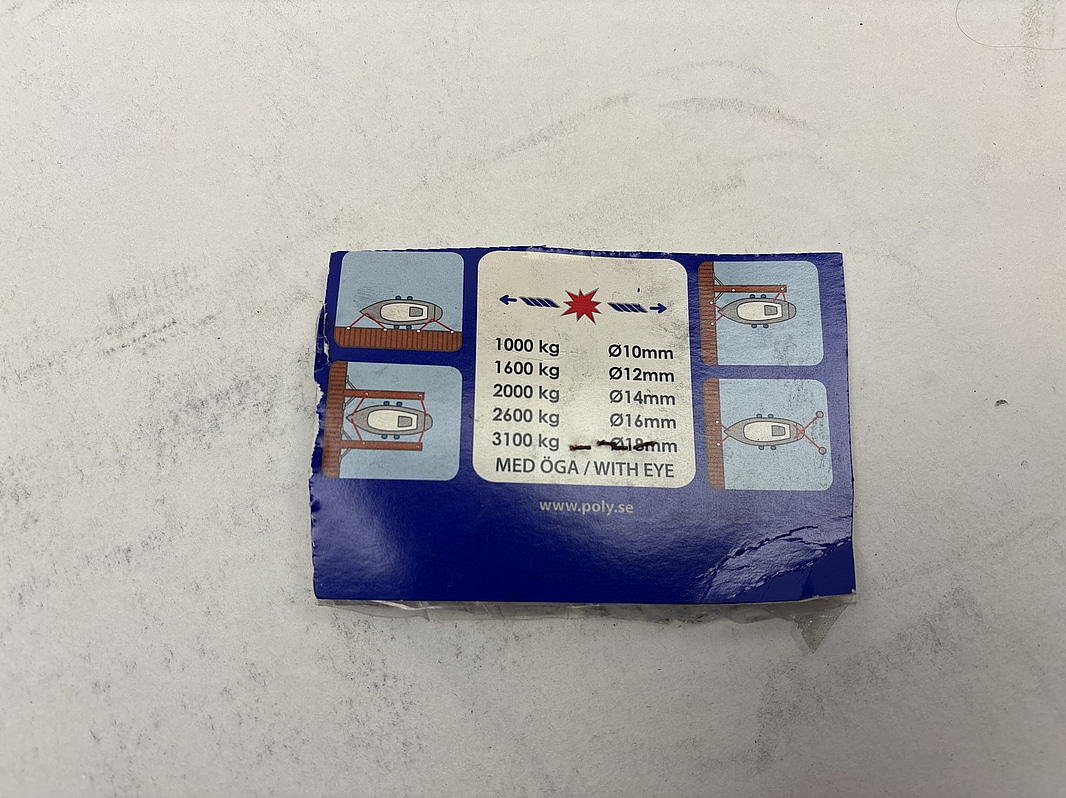 1000 kg Ø10mm
1600 kg Ø12mm
2000 kg Ø14mm
2600 kg Ø16mm
3100 kg Ø18mm
MED ÖGA / WITH EYE
www.poly.se